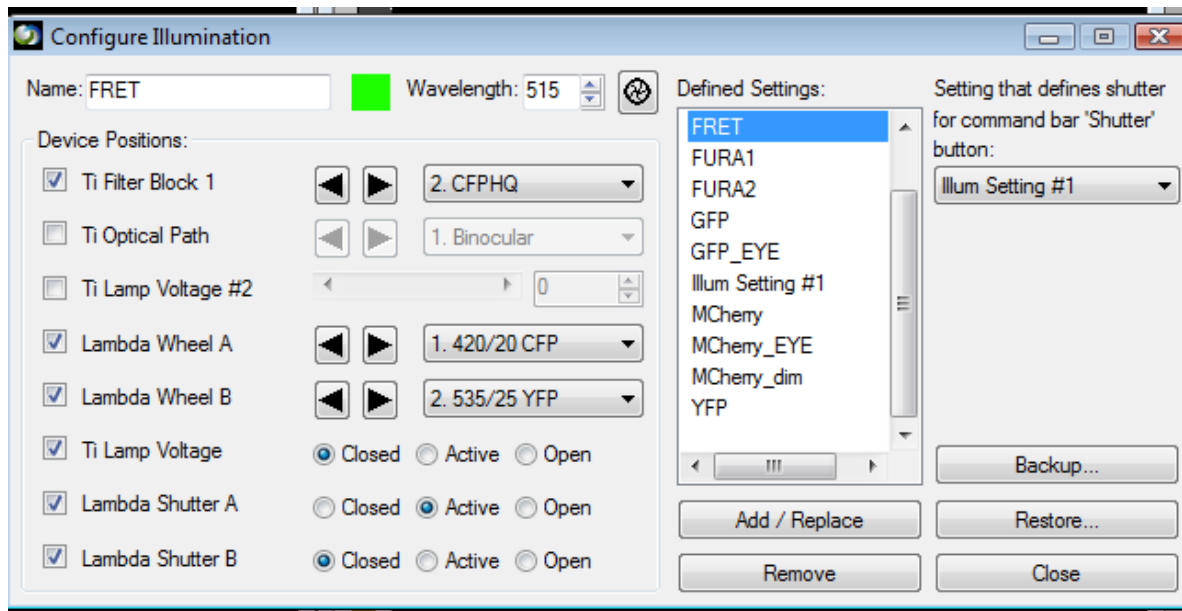 Configure Illumination
Name: FRET
Wavelength: 515
Device Positions:
Ti Filter Block 1
2. CFPHQ
Ti Optical Path
1. Binocular
Ti Lamp Voltage #2
0
Lambda Wheel A
1. 420/20 CFP
Lambda Wheel B
2. 535/25 YFP
Ti Lamp Voltage
Closed Active Open
Lambda Shutter A
Closed Active Open
Lambda Shutter B
Closed Active Open
Defined Settings:
FRET
FURA1
FURA2
GFP
GFP_EYE
Illum Setting #1
MCherry
MCherry_EYE
MCherry_dim
YFP
Add / Replace
Remove
Setting that defines shutter
for command bar 'Shutter'
button:
Illum Setting #1
Backup...
Restore...
Close